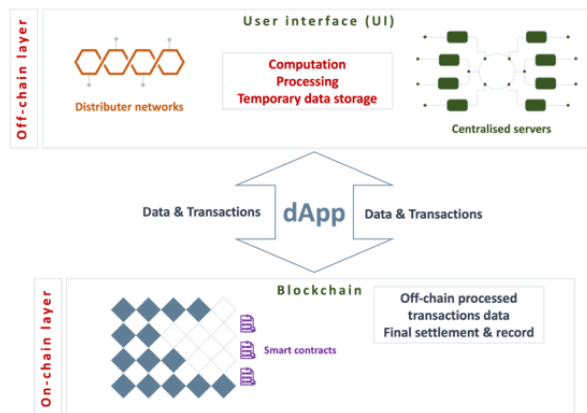 User interface (UI)
Off-chain layer
Computation
Processing
Temporary data storage
Distributer networks
Centralised servers
Data & Transactions
dApp
Data & Transactions
Blockchain
On-chain layer
Off-chain processed
transactions data
Final settlement & record
Smart contracts